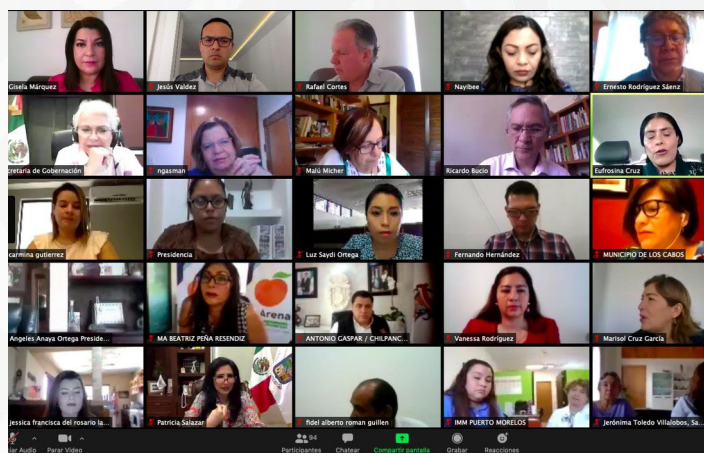 Gisela Márquez
Jesús Valdez
Rafael Cortes
Nayibee
Ernesto Rodríguez Sáenz
cretaria de Gobernación
ngasman
Malú Micher
Ricardo Bucio
Eufrosina Cruz
carmina gutierrez
Presidencia
Luz Saydi Ortega
Fernando Hernández
MUNICIPIO DE LOS CABOS
Angeles Anaya Ortega Preside...
MA BEATRIZ PEÑA RESENDIZ
Arena
ANTONIO GASPAR / CHILPANC...
Vanessa Rodríguez
Marisol Cruz García
jessica francisca del rosario la...
Patricia Salazar
fidel alberto roman guillen
IMM PUERTO MORELOS
Jerónima Toledo Villalobos, Sa...
iar Audio
Parar Video
94
Participantes
Chatear
Compartir pantalla
Grabar
Reacciones